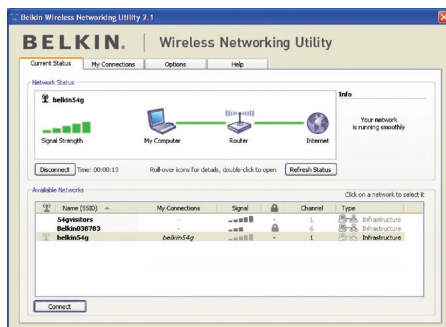 Belkin Wireless Networking Utility 2.1
BELKIN. | Wireless Networking Utility
Current Status My Connections Options Help
Network Status
belkin54g
Info
Your network
is running smoothly
Signal Strength My Computer Router Internet
Disconnect Time: 00:00:13 Roll-over icons for details, double-click to open Refresh Status
Available Networks
Click on a network to select it
Name (SSID) My Connections Signal Channel Type
54gvisitors - - 1 Infrastructure
Belkin038783 - 6 Infrastructure
belkin54g belkin54g - 1 Infrastructure
Connect